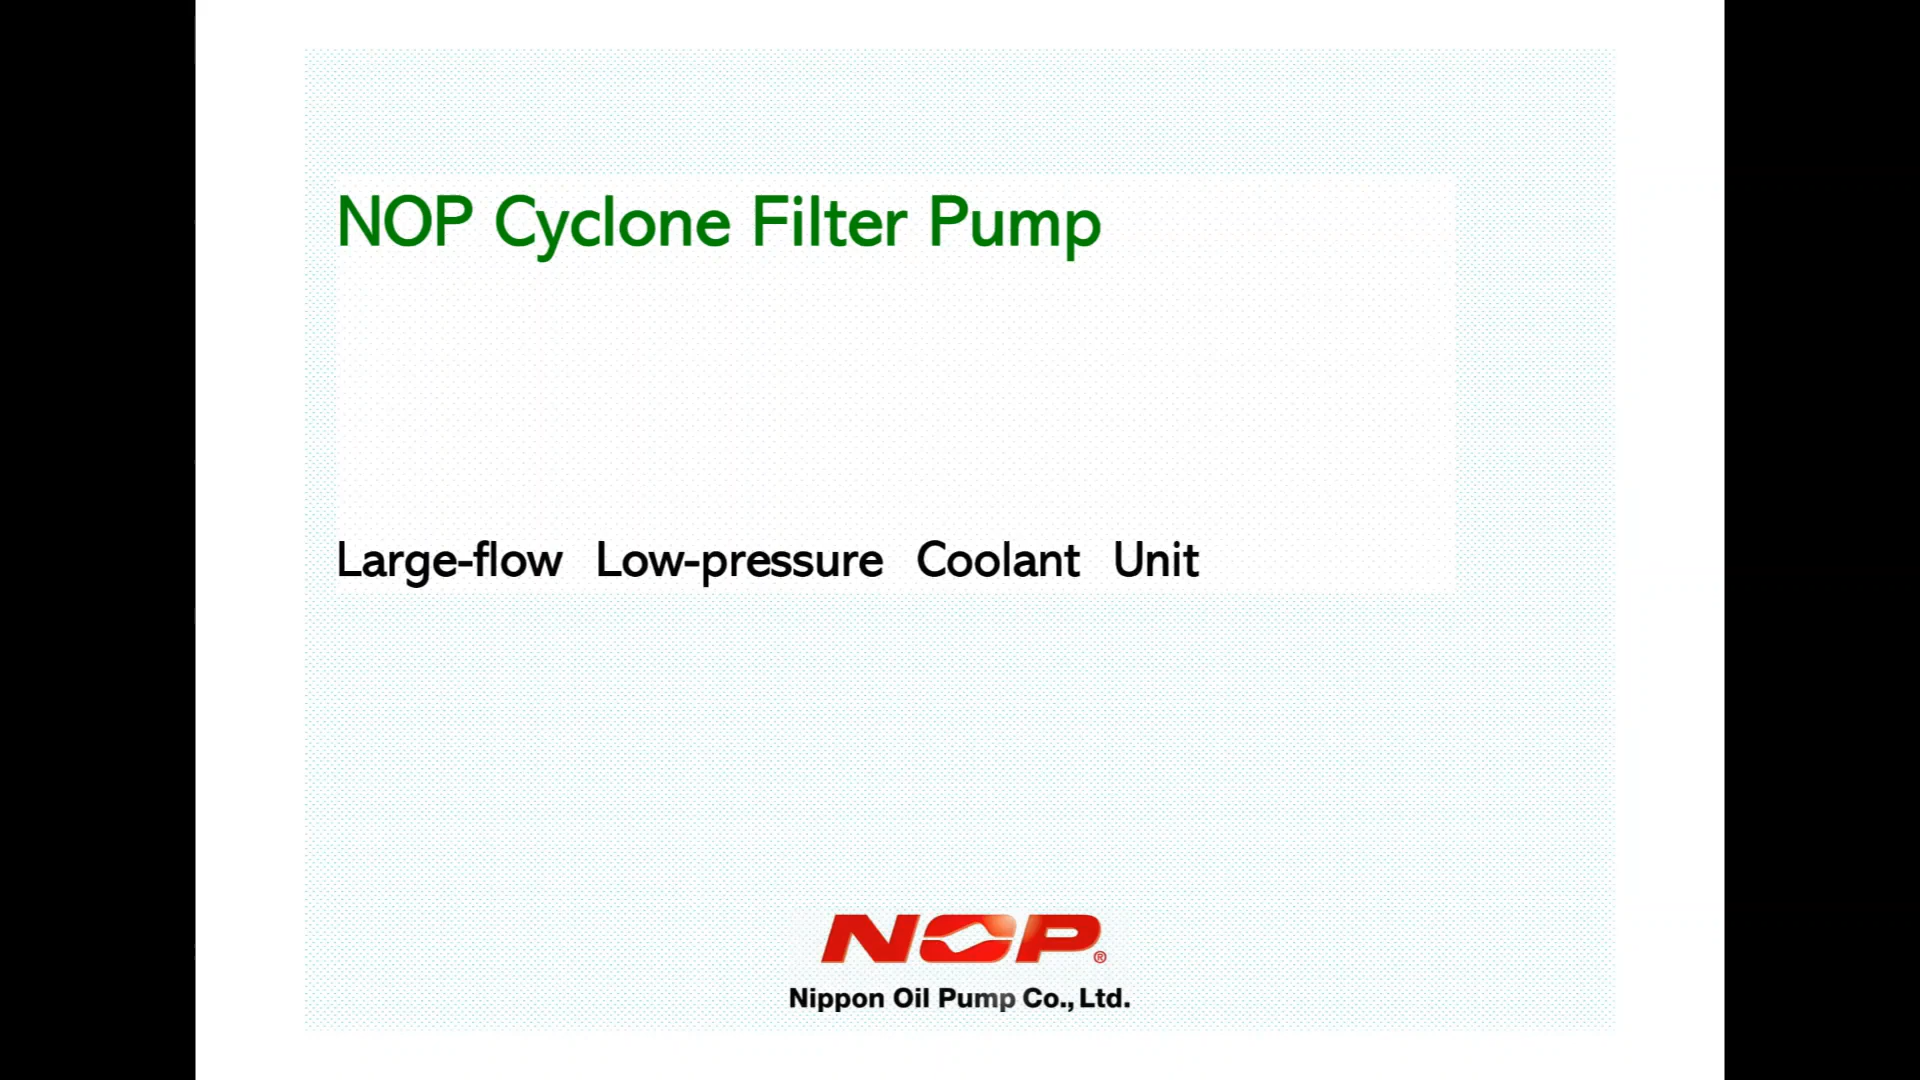 NOP Cyclone Filter Pump
Large-flow Low-pressure Coolant Unit
NOP®
Nippon Oil Pump Co., Ltd.